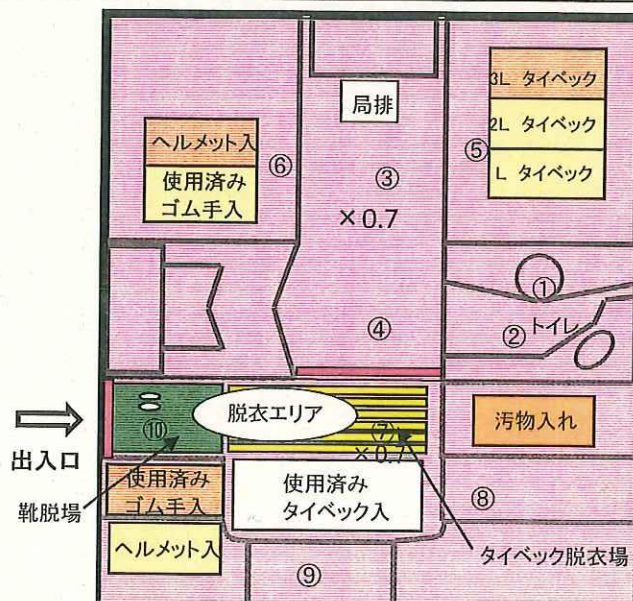 局排
3L タイベック
2L タイベック
L タイベック
⑤
ヘルメット入
使用済み
ゴム手入
⑥
③
×0.7
①
②
トイレ
④
出入口
⑩
脱衣エリア
⑦
×0.7
汚物入れ
靴脱場
使用済み
ゴム手入
使用済み
タイベック入
⑧
ヘルメット入
タイベック脱衣場
⑨